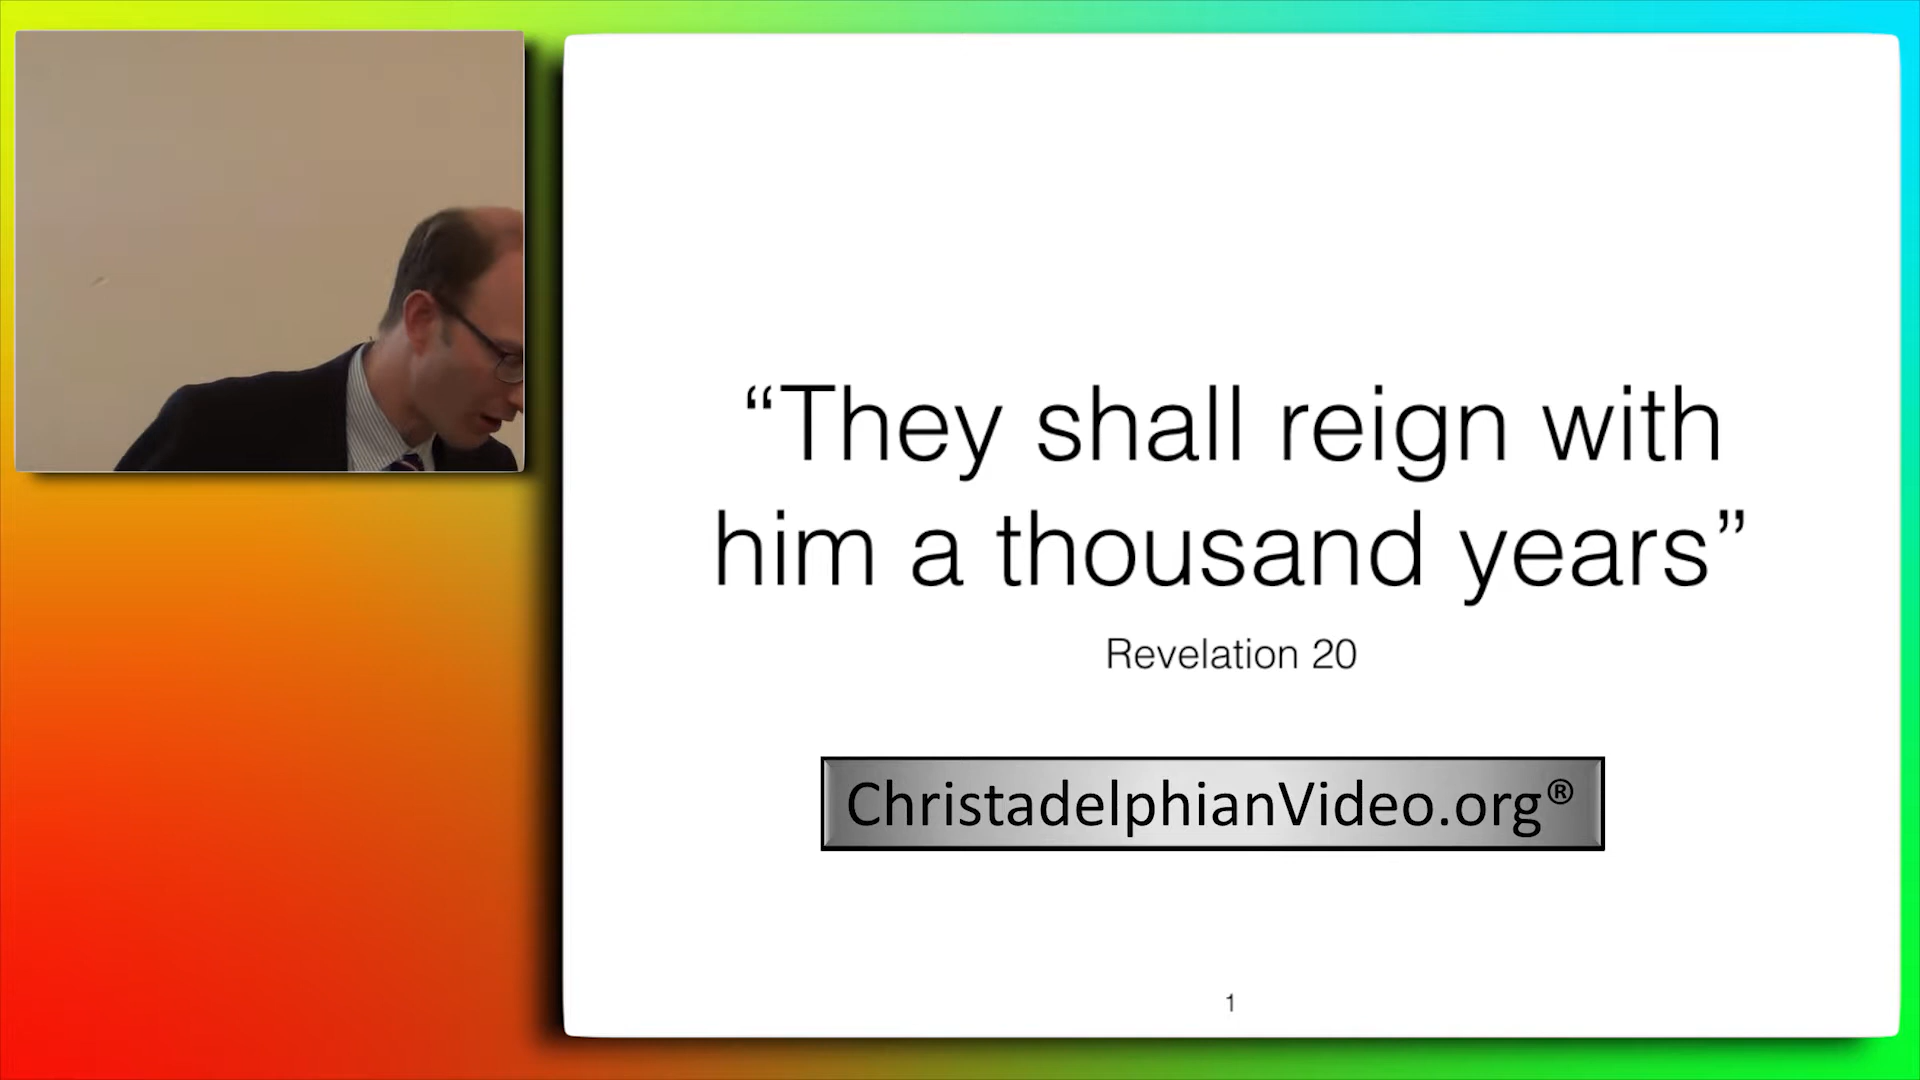 “They shall reign with
him a thousand years”
Revelation 20
ChristadelphianVideo.org®
1